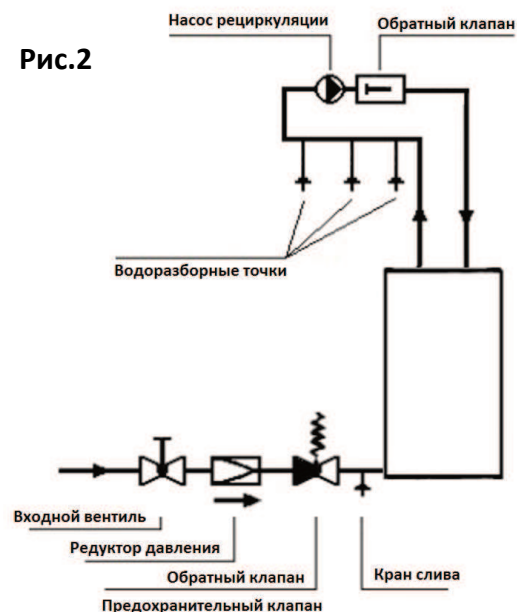 Насос рециркуляции
Обратный клапан
Рис.2
Водоразборные точки
Входной вентиль
Редуктор давления
Обратный клапан
Кран слива
Предохранительный клапан